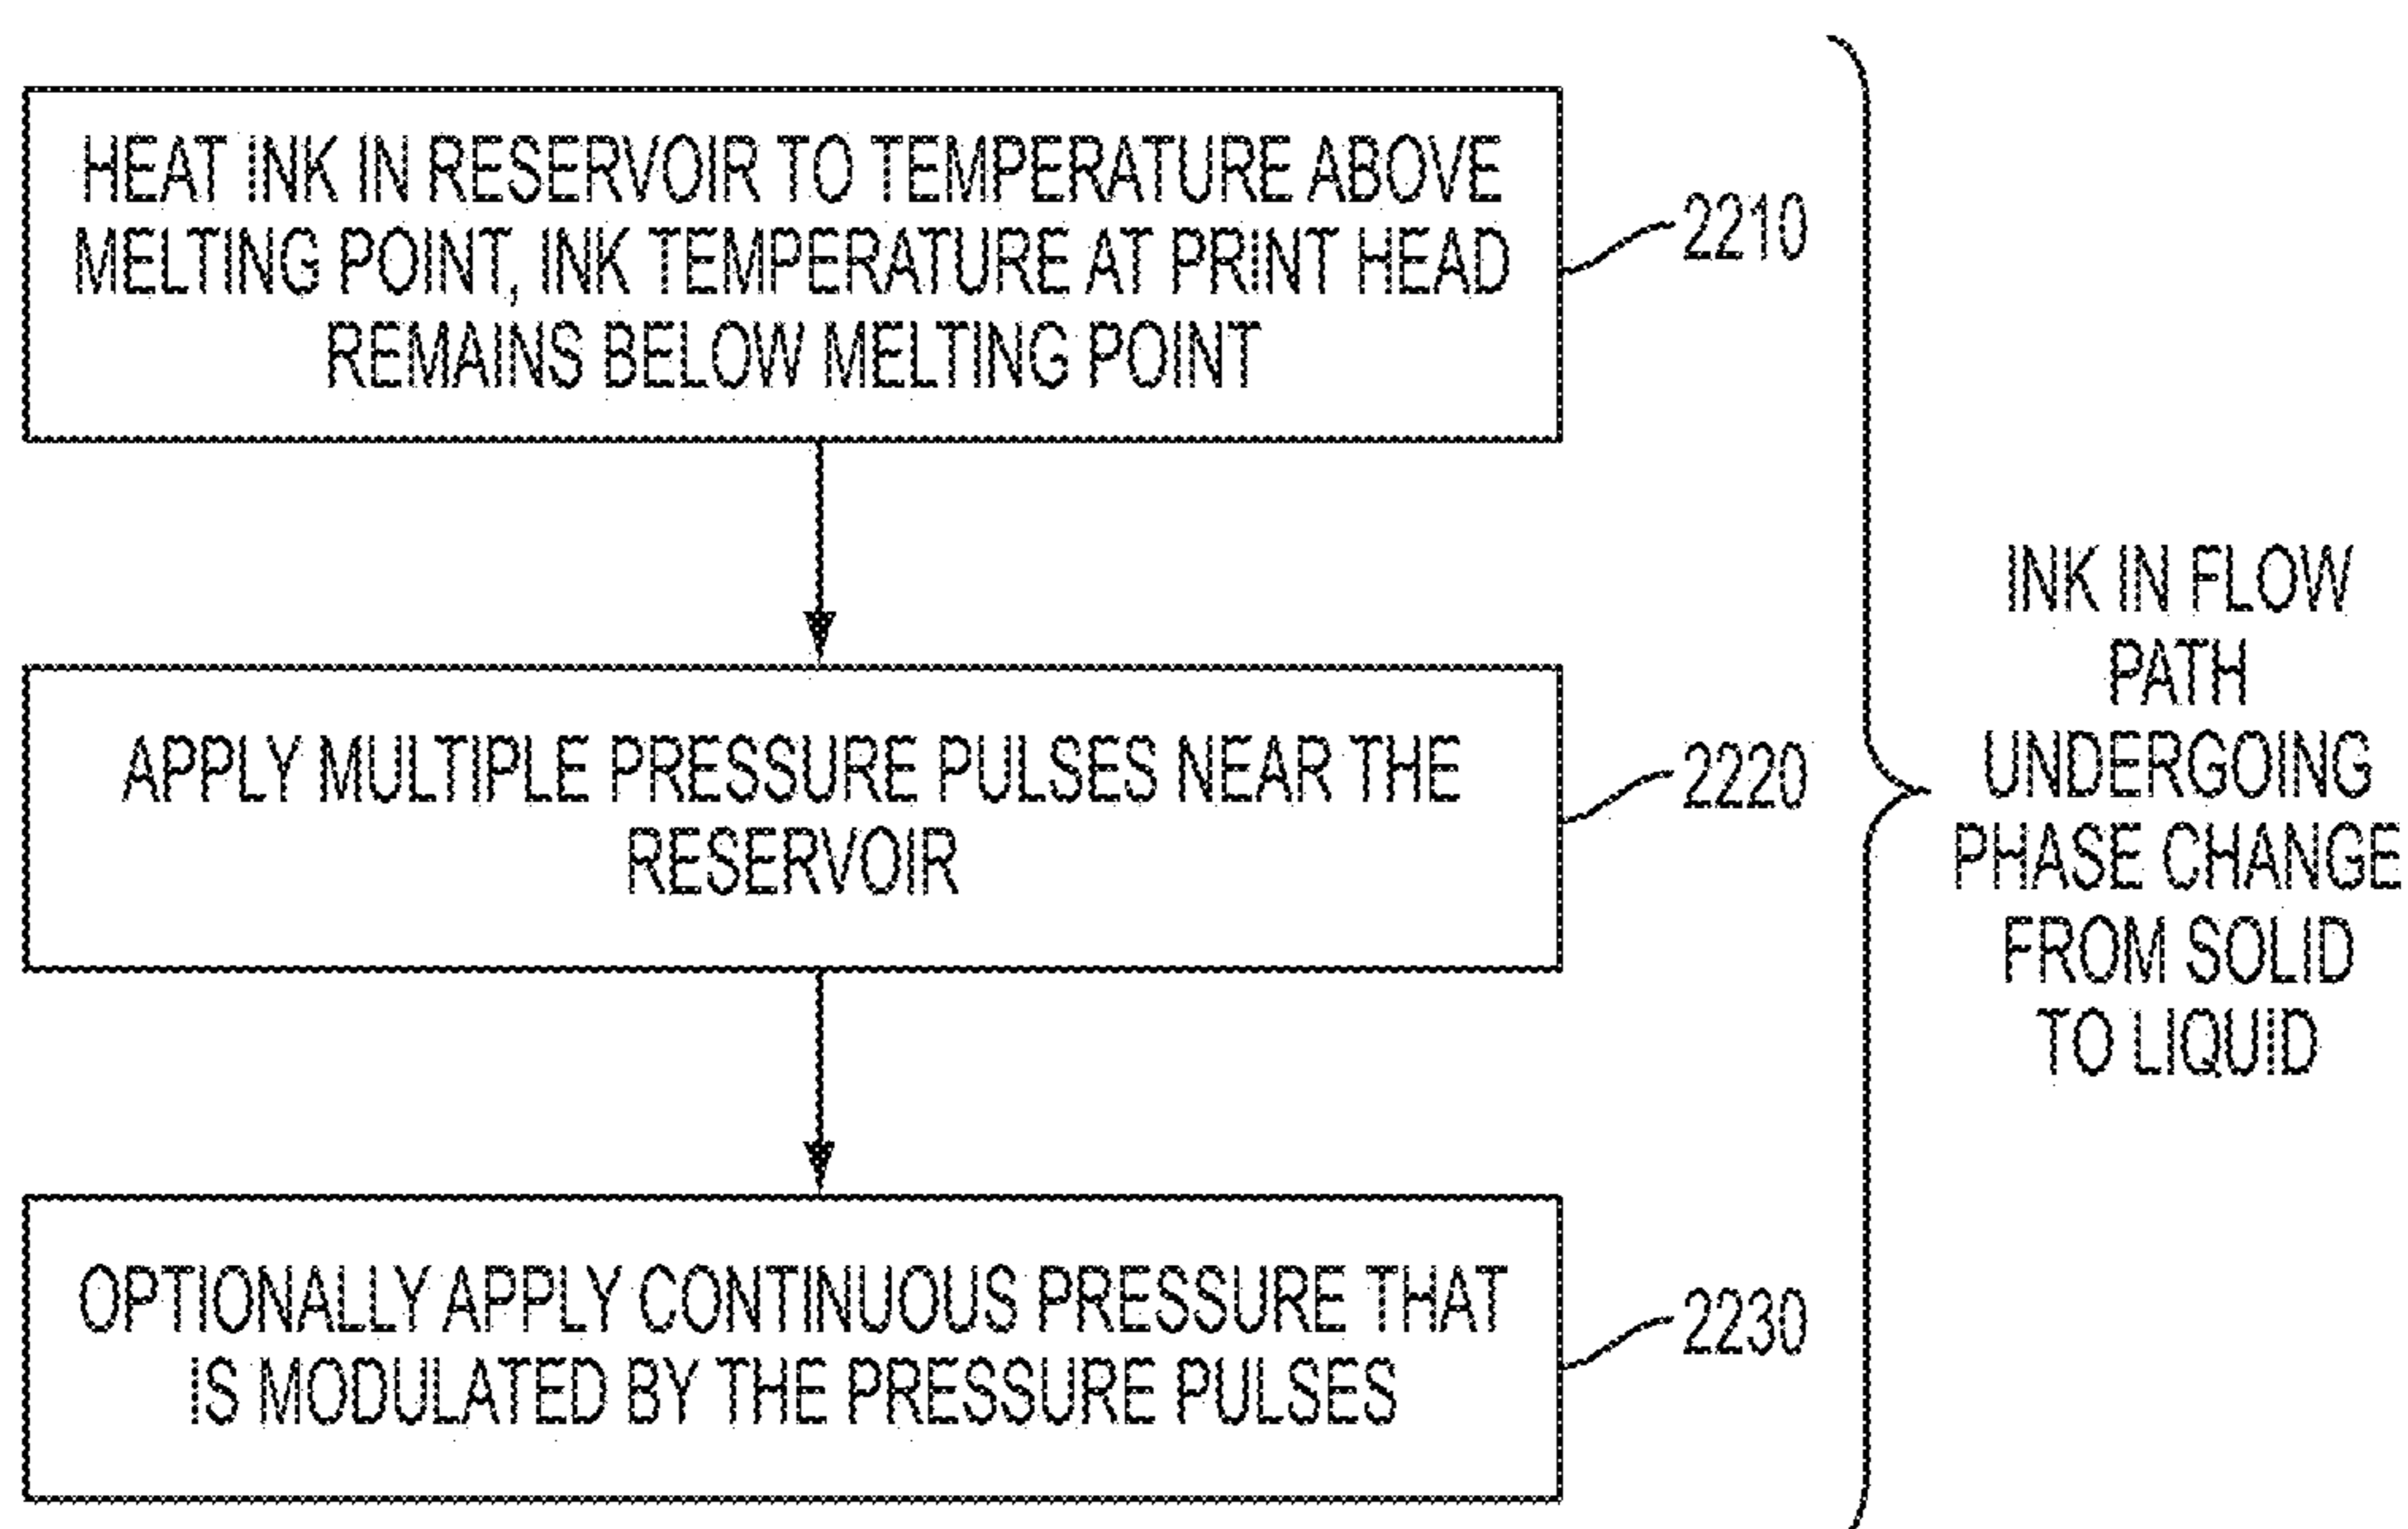 HEAT INK IN RESERVOIR TO TEMPERATURE ABOVE
MELTING POINT, INK TEMPERATURE AT PRINT HEAD
REMAINS BELOW MELTING POINT
2210
APPLY MULTIPLE PRESSURE PULSES NEAR THE
RESERVOIR
2220
OPTIONALLY APPLY CONTINUOUS PRESSURE THAT
IS MODULATED BY THE PRESSURE PULSES
2230
INK IN FLOW
PATH
UNDERGOING
PHASE CHANGE
FROM SOLID
TO LIQUID